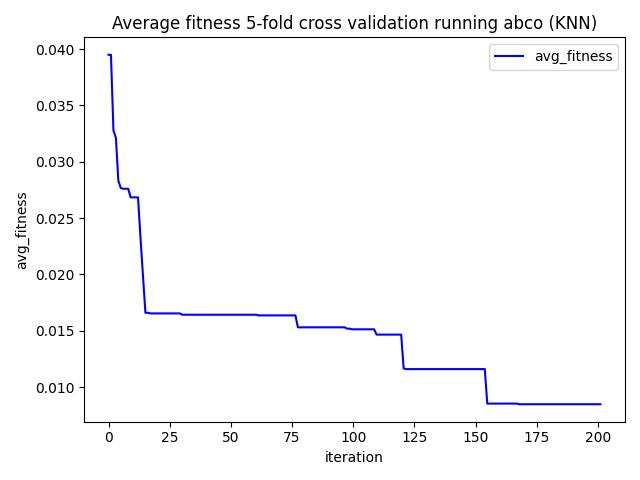 Average fitness 5-fold cross validation running abco (KNN)
avg_fitness
0.040
0.035
0.030
0.025
0.020
0.015
0.010
avg_fitness
0 25 50 75 100 125 150 175 200
iteration